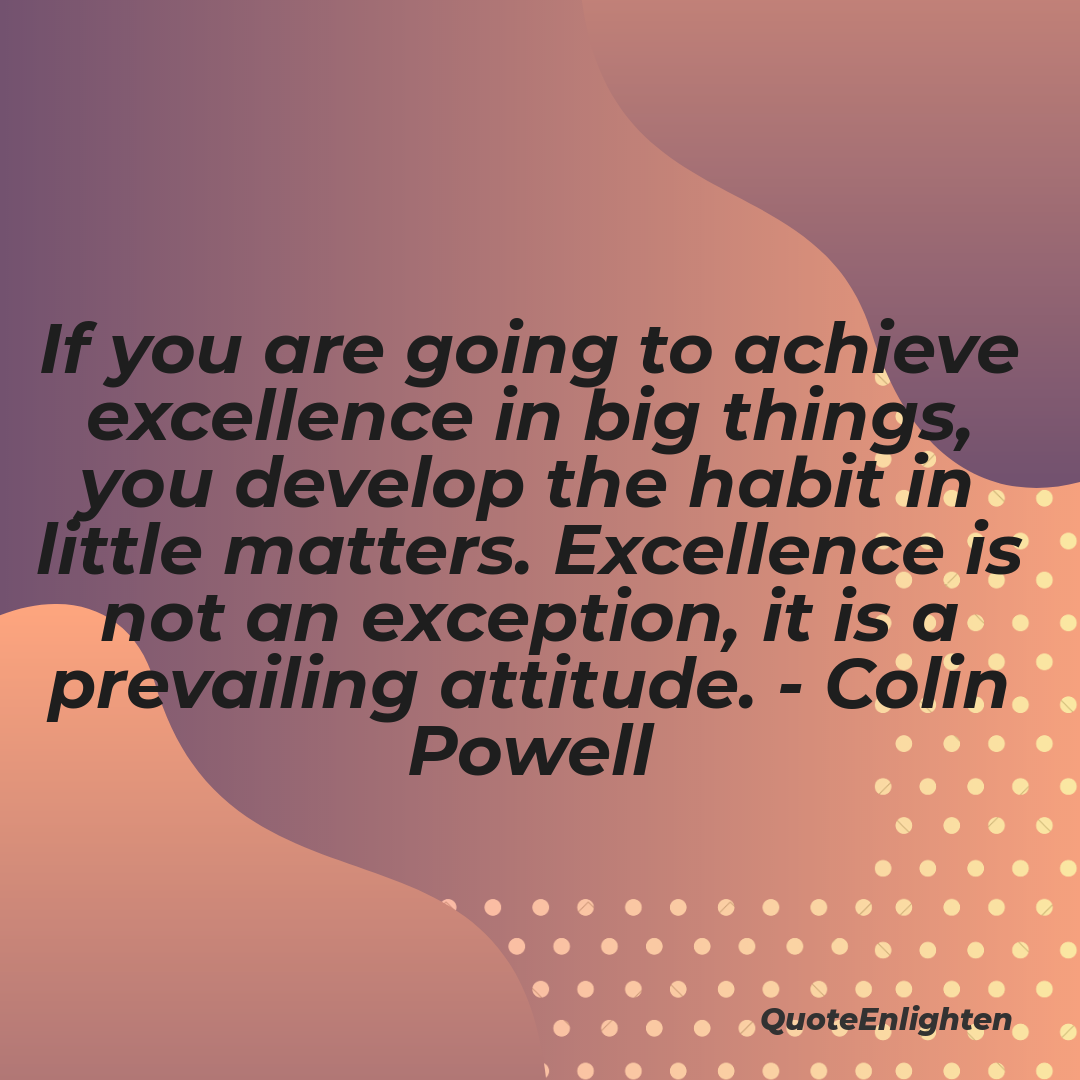 If you are going to achieve
excellence in big things,
you develop the habit in
little matters. Excellence is
not an exception, it is a
prevailing attitude. - Colin
Powell
QuoteEnlighten